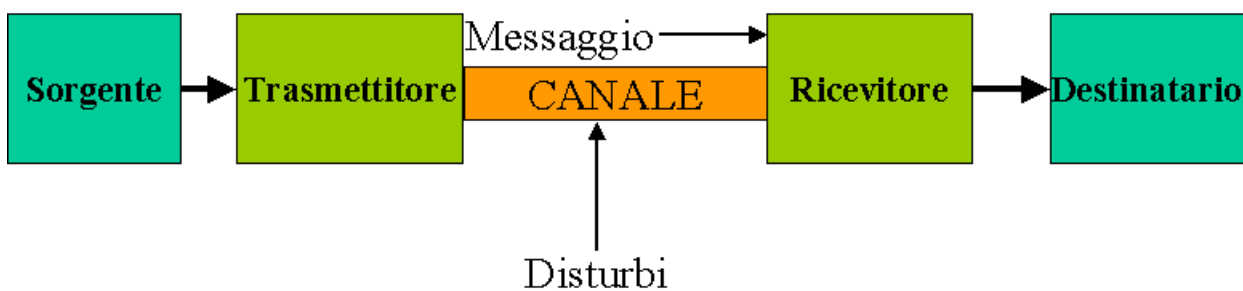 Messaggio
Sorgente
Trasmettitore
CANALE
Ricevitore
Destinatario
Disturbi